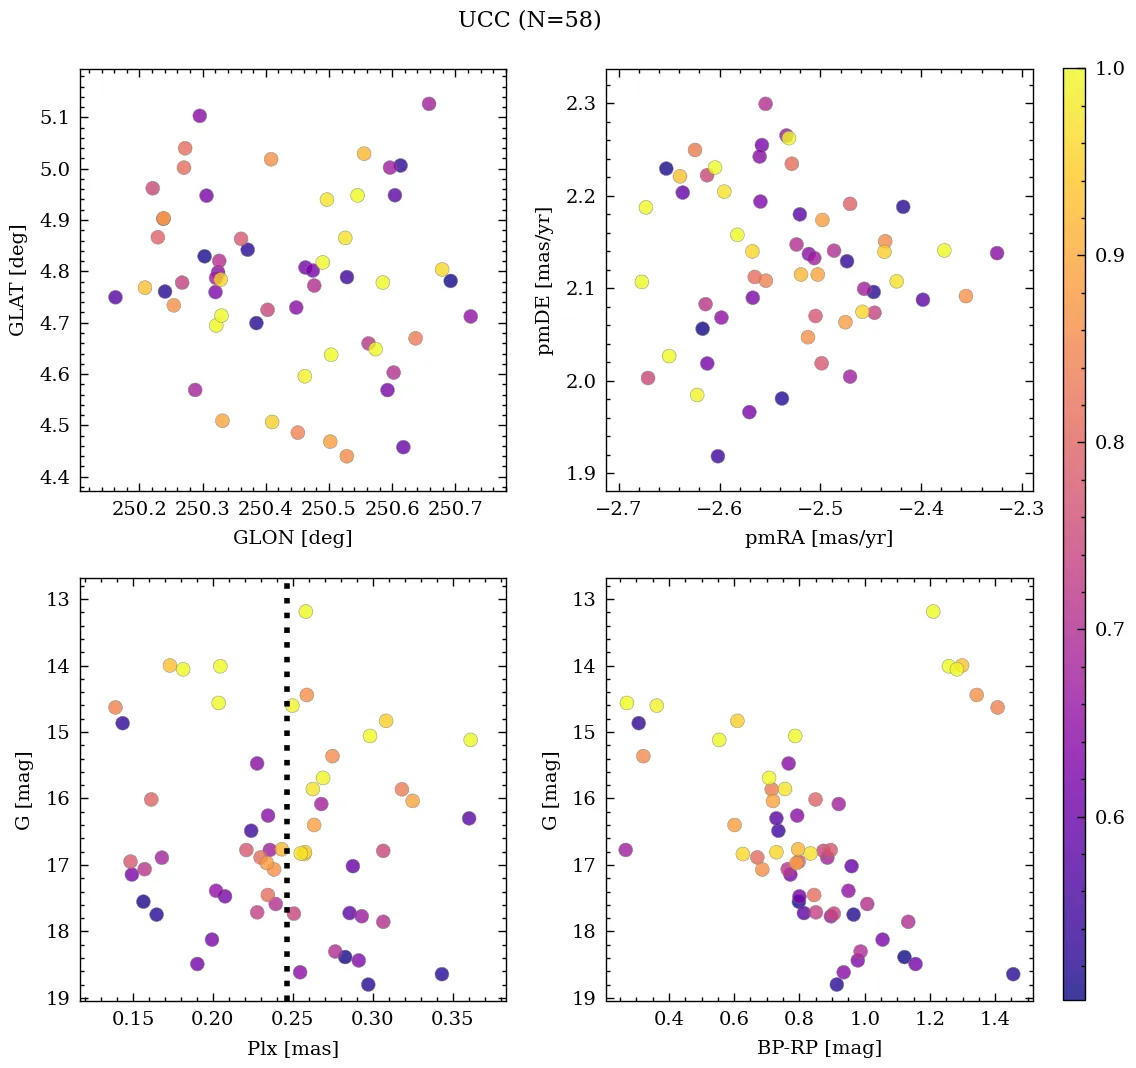 UCC (N=58)
5.1
5.0
4.9
4.8
4.7
4.6
4.5
4.4
GLAT [deg]
250.2 250.3 250.4 250.5 250.6 250.7
GLON [deg]
2.3
2.2
2.1
2.0
1.9
pmDE [mas/yr]
−2.7 −2.6 −2.5 −2.4 −2.3
pmRA [mas/yr]
13
14
15
16
17
18
19
G [mag]
0.15 0.20 0.25 0.30 0.35
Plx [mas]
13
14
15
16
17
18
19
G [mag]
0.4 0.6 0.8 1.0 1.2 1.4
BP-RP [mag]
1.0
0.9
0.8
0.7
0.6